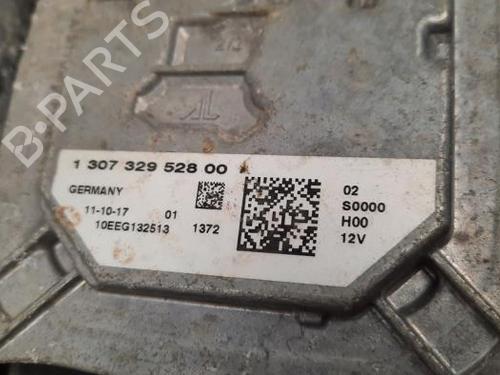 B-PARTS
1 307 329 528 00
GERMANY
11-10-17 01
10EEG132513 1372
02
S0000
H00
12V